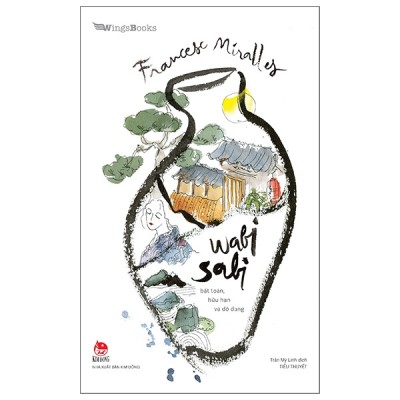 WingsBooks
Francesc Miralles
wabi
sabi
bất toàn,
hữu hạn
và dở dang
KIM ĐỒNG
NHÀ XUẤT BẢN KIM ĐỒNG
Trần Mỹ Linh dịch
TIỂU THUYẾT